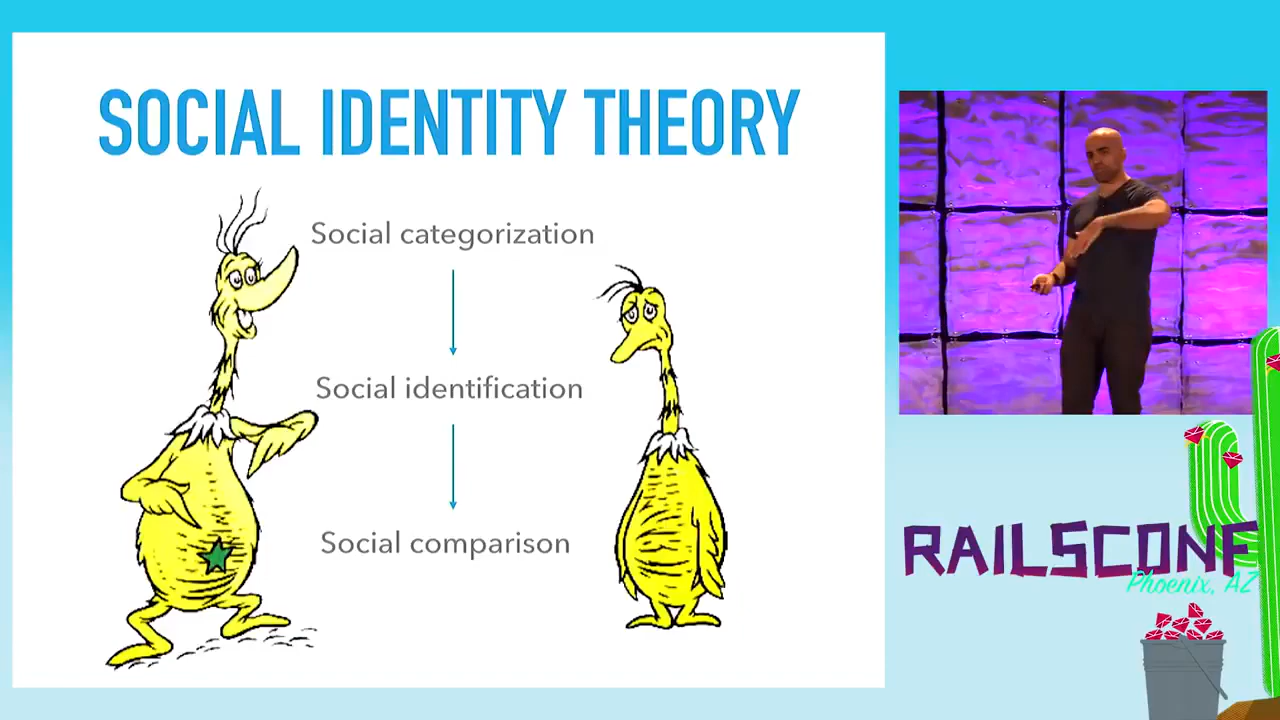 SOCIAL IDENTITY THEORY
Social categorization
Social identification
Social comparison
RAILSCONF
Phoenix, AZ